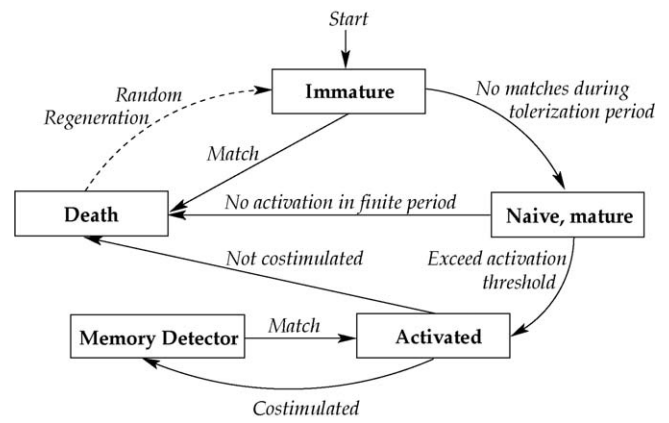 Start
Immature
Random
Regeneration
No matches during
tolerization period
Match
Death
No activation in finite period
Naive, mature
Not costimulated
Exceed activation
threshold
Memory Detector
Match
Activated
Costimulated